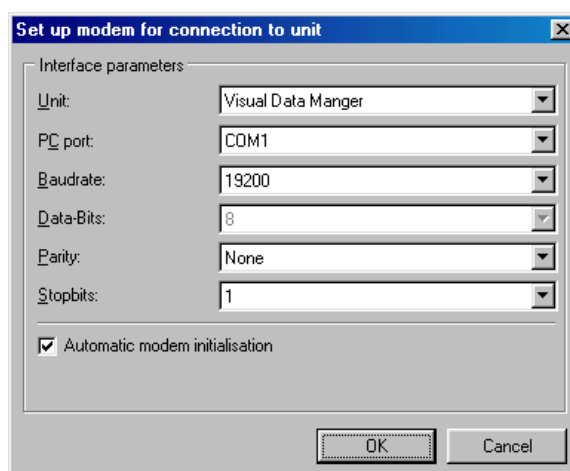 Set up modem for connection to unit
Interface parameters
Unit: Visual Data Manger
PC port: COM1
Baudrate: 19200
Data-Bits: 8
Parity: None
Stopbits: 1
Automatic modem initialisation
OK Cancel